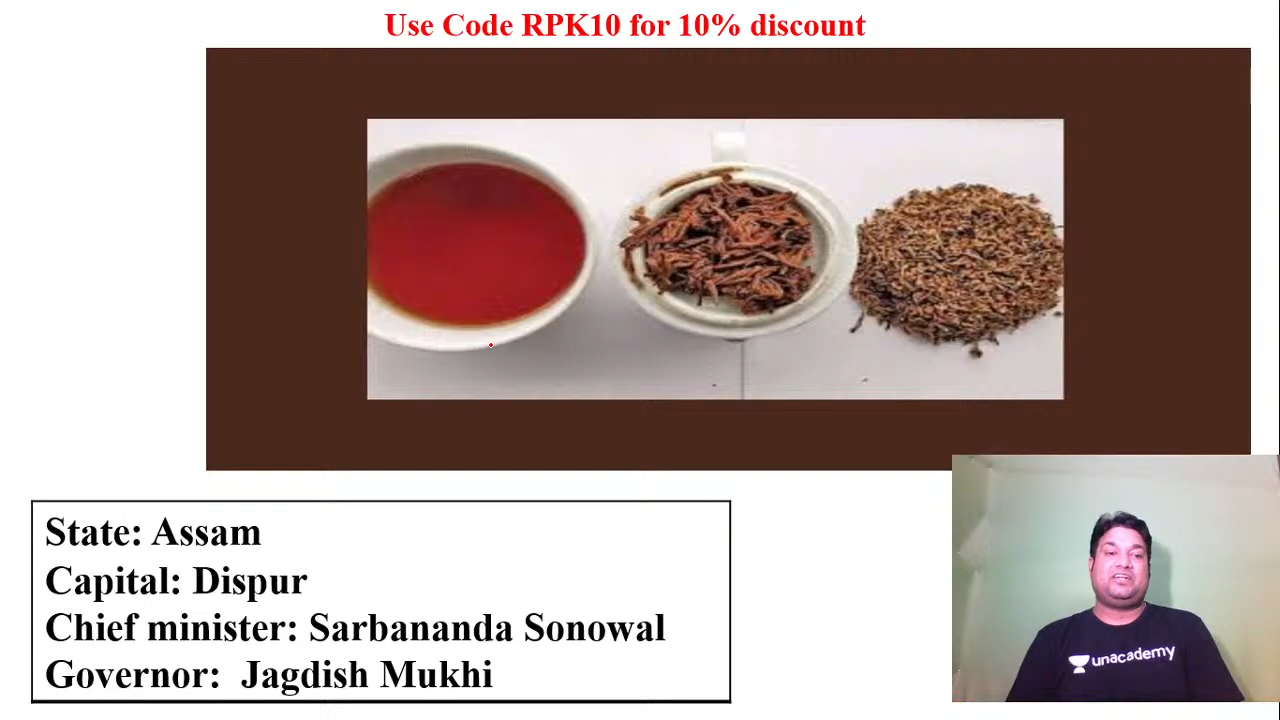 Use Code RPK10 for 10% discount
State: Assam
Capital: Dispur
Chief minister: Sarbananda Sonowal
Governor: Jagdish Mukhi
unacademy